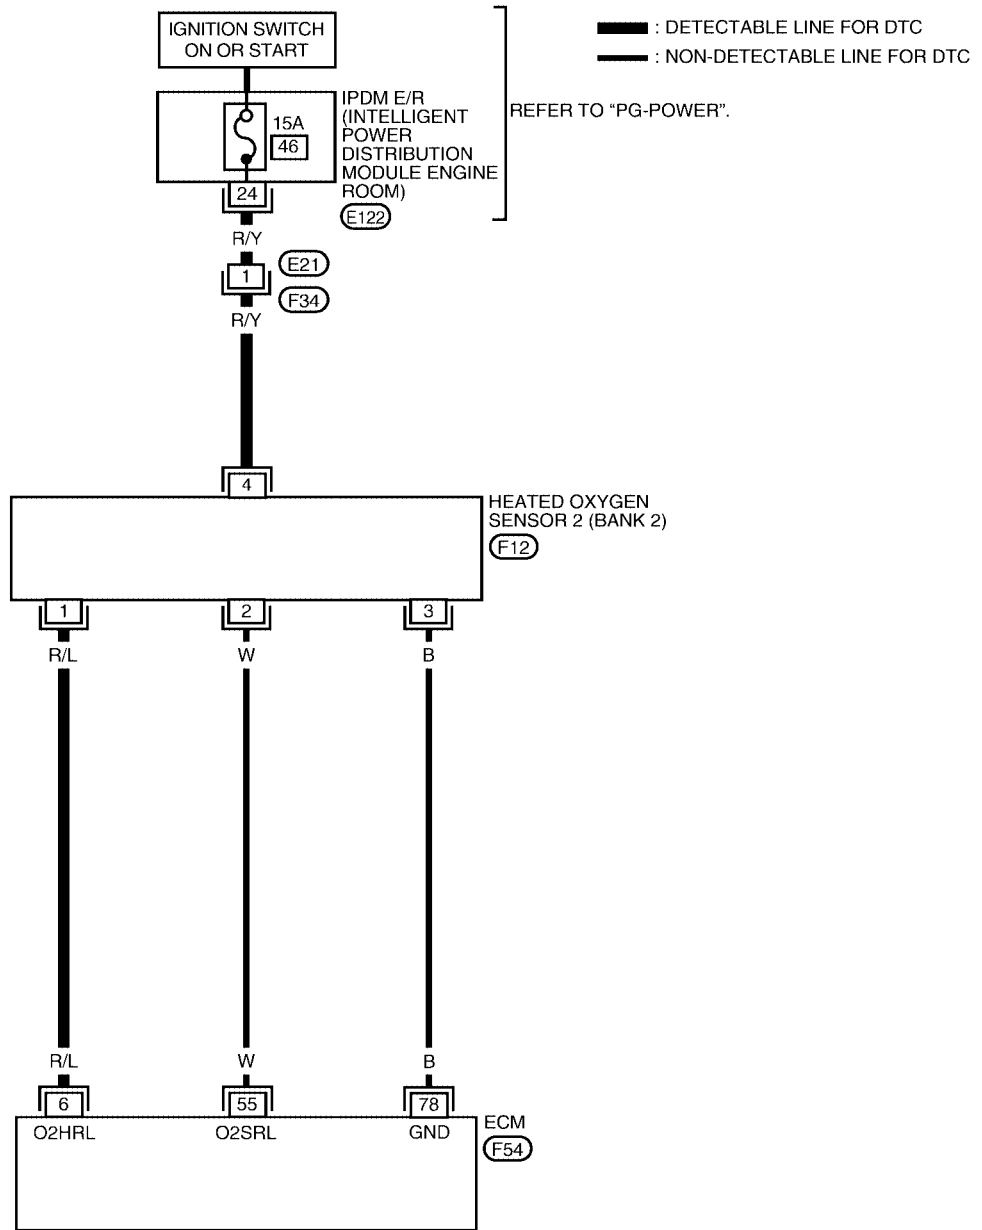 IGNITION SWITCH
ON OR START
: DETECTABLE LINE FOR DTC
: NON-DETECTABLE LINE FOR DTC
IPDM E/R
(INTELLIGENT
POWER
DISTRIBUTION
MODULE ENGINE
ROOM)
E122
REFER TO “PG-POWER”.
15A
46
24
R/Y
1
E21
F34
R/Y
4
HEATED OXYGEN
SENSOR 2 (BANK 2)
F12
1 2 3
R/L W B
R/L W B
6 55 78
O2HRL O2SRL GND
ECM
F54